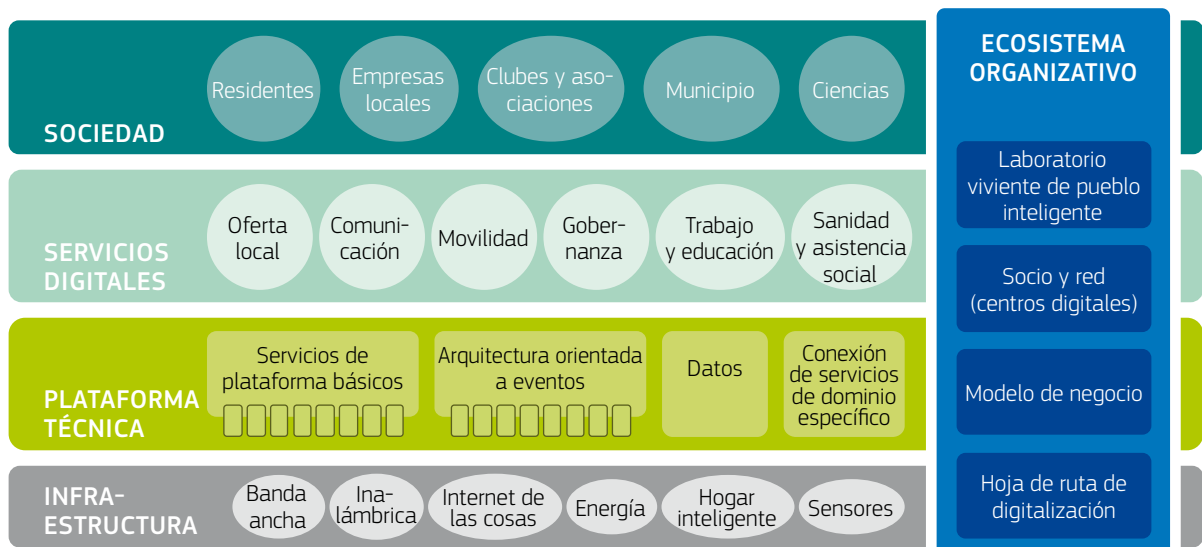 SOCIEDAD
Residentes
Empresas
locales
Clubes y aso-
ciaciones
Municipio
Ciencias
SERVICIOS
DIGITALES
Oferta
local
Comuni-
cación
Movilidad
Gober-
nanza
Trabajo
y educación
Sanidad
y asistencia
social
PLATAFORMA
TÉCNICA
Servicios de
plataforma básicos
Arquitectura orientada
a eventos
Datos
Conexión
de servicios
de dominio
específico
INFRA-
ESTRUCTURA
Banda
ancha
Ina-
lámbrica
Internet de
las cosas
Energía
Hogar
inteligente
Sensores
ECOSISTEMA
ORGANIZATIVO
Laboratorio
viviente de pueblo
inteligente
Socio y red
(centros digitales)
Modelo de negocio
Hoja de ruta de
digitalización